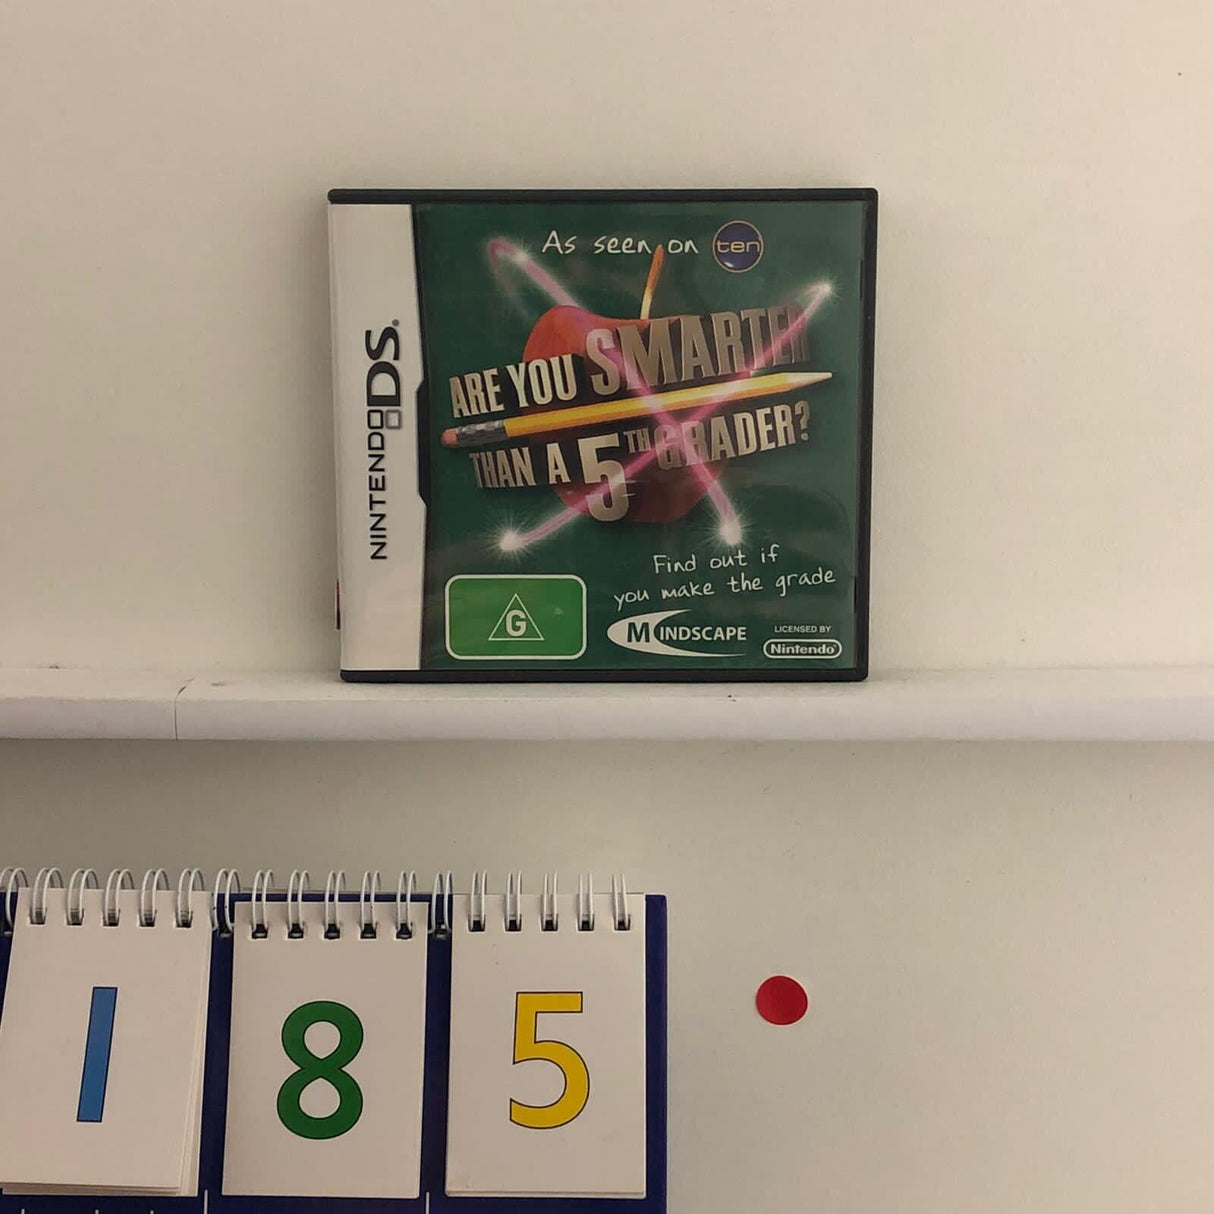 NINTENDO DS®
As seen on ten
ARE YOU SMARTER
THAN A 5TH GRADER?
Find out if
you make the grade
G
MINDSCAPE
LICENSED BY
Nintendo®
1 8 5